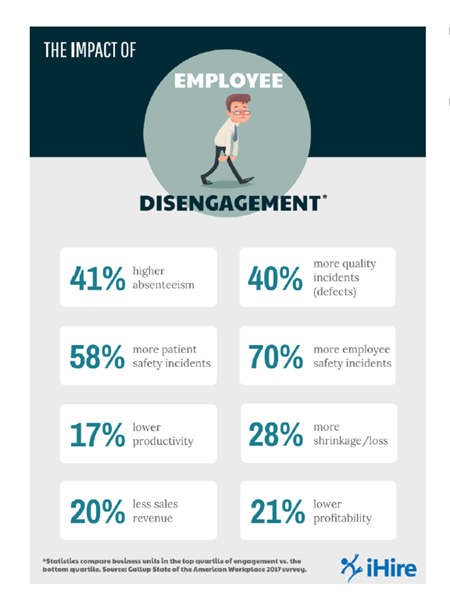 THE IMPACT OF
EMPLOYEE
DISENGAGEMENT*
41% higher
absenteeism
40% more quality
incidents
(defects)
58% more patient
safety incidents
70% more employee
safety incidents
17% lower
productivity
28% more
shrinkage/loss
20% less sales
revenue
21% lower
profitability
*Statistics compare business units in the top quartile of engagement vs. the
bottom quartile. Source: Gallup State of the American Workplace 2017 survey.
iHire